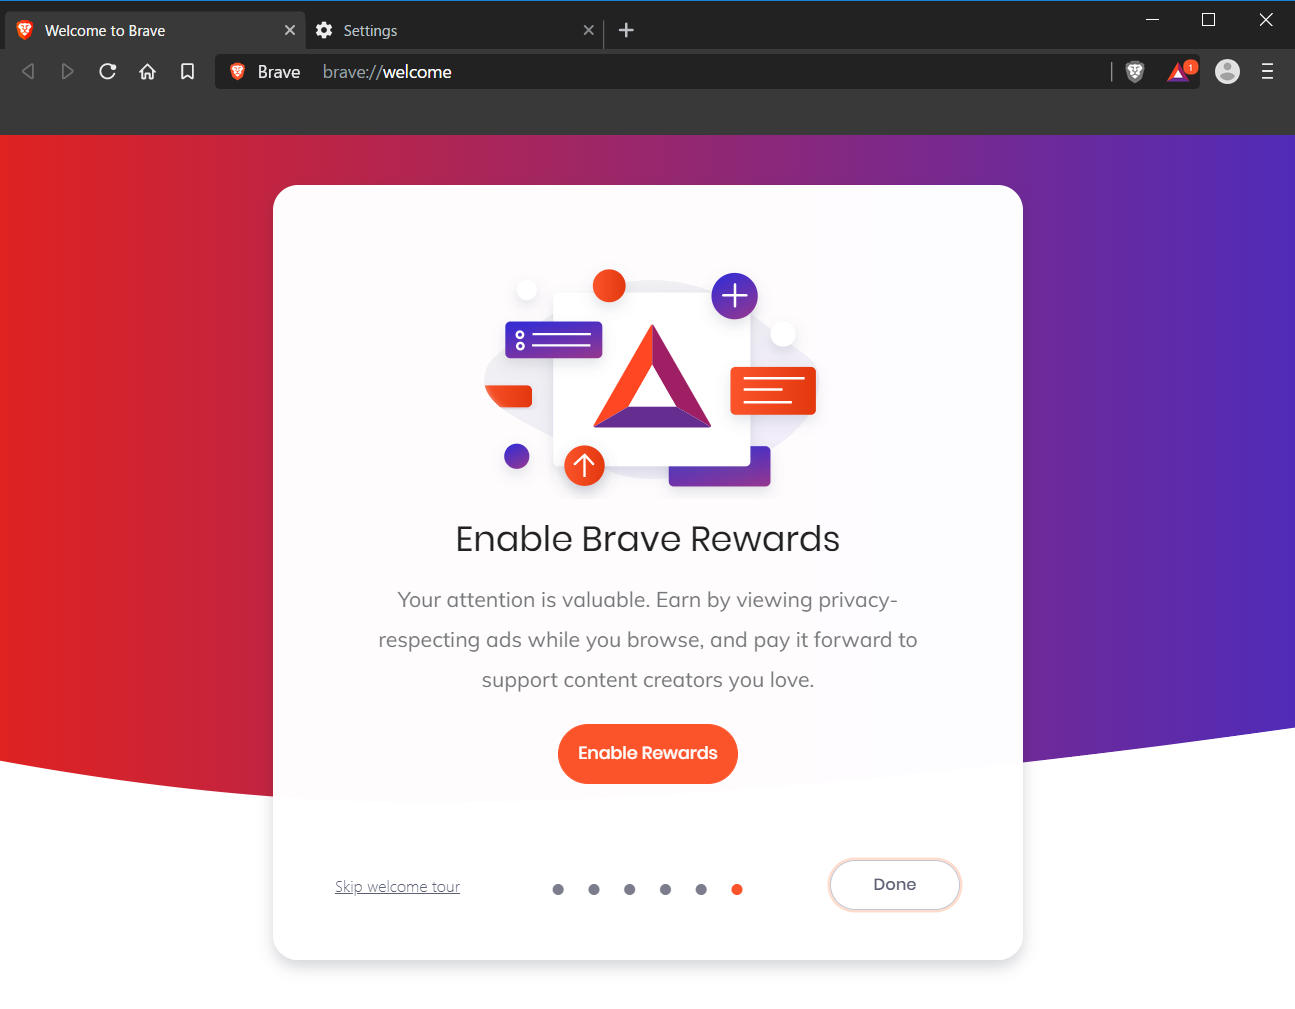 Welcome to Brave
Settings
Brave brave://welcome
1
Enable Brave Rewards
Your attention is valuable. Earn by viewing privacy-
respecting ads while you browse, and pay it forward to
support content creators you love.
Enable Rewards
Skip welcome tour
Done